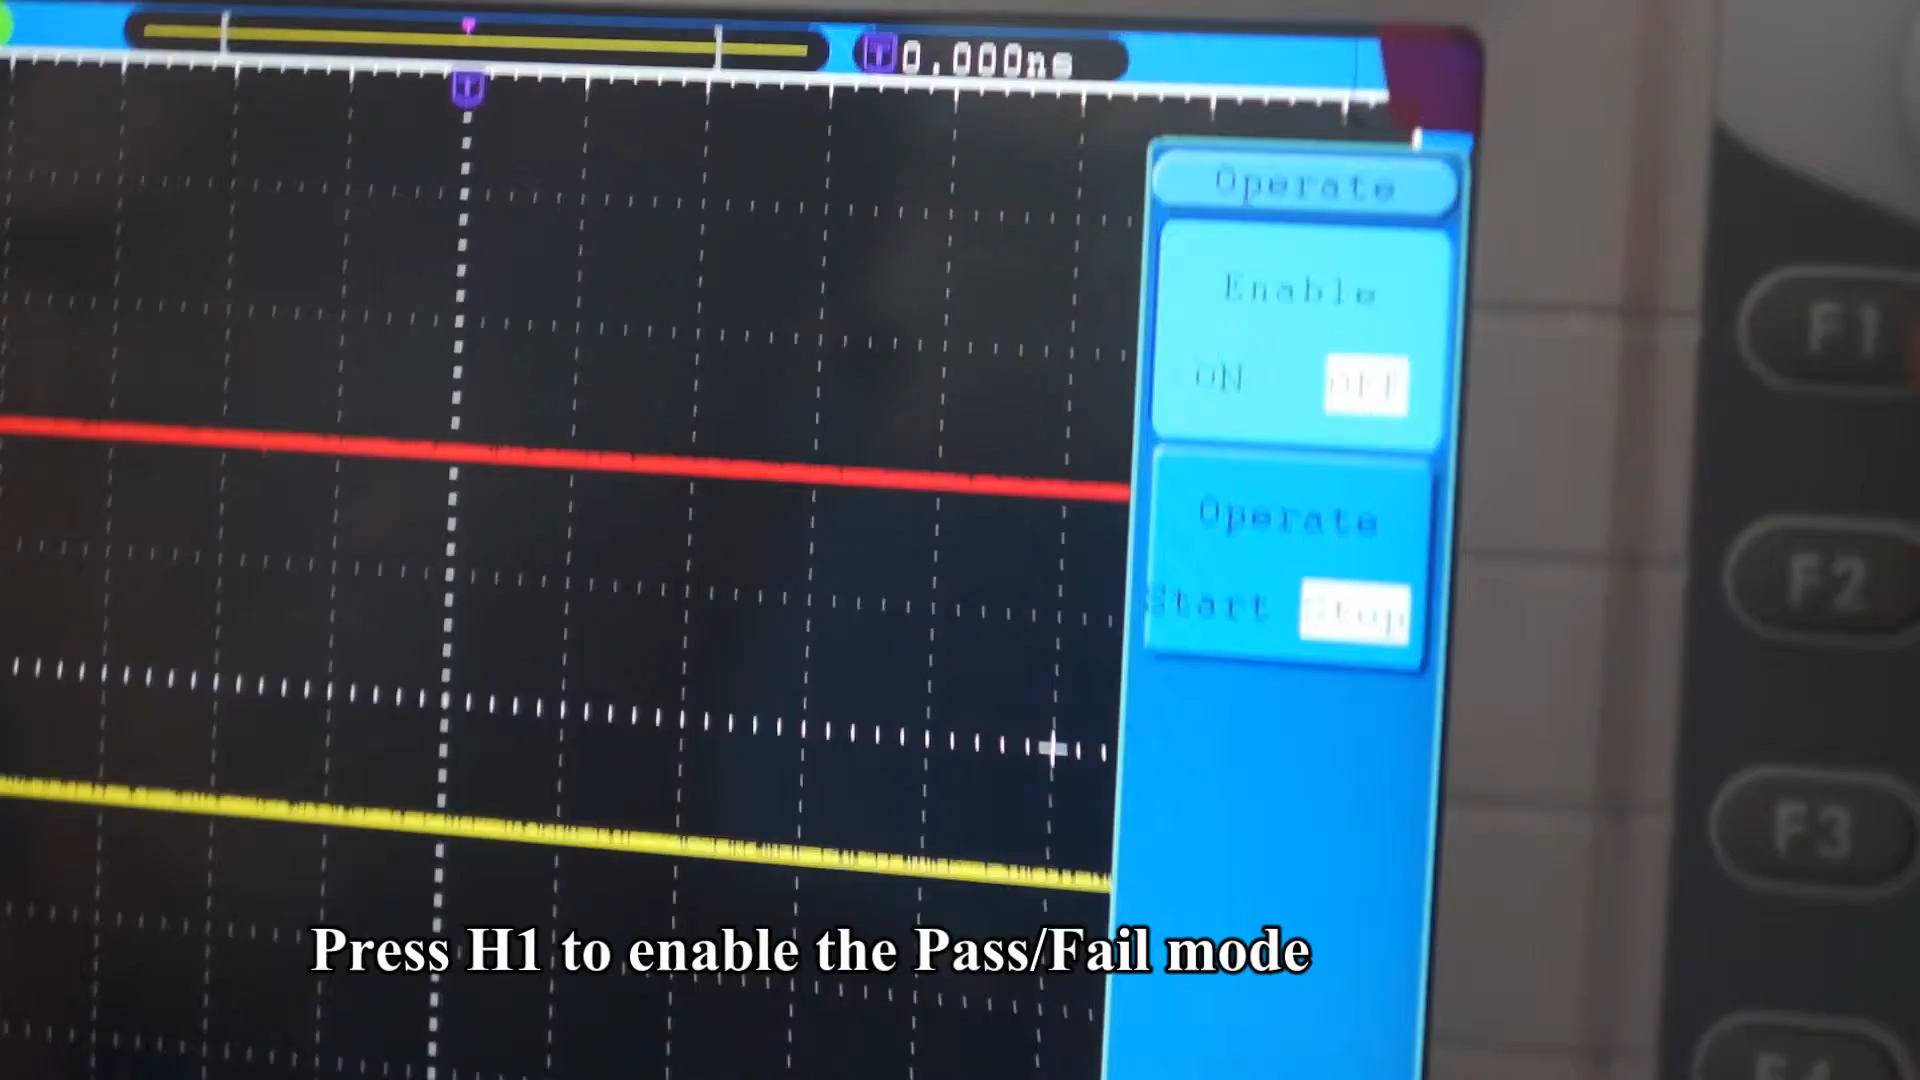 T 0.000ns
T
Operate
Enable
ON OFF
Operate
Start Stop
F1
F2
F3
F4
Press H1 to enable the Pass/Fail mode